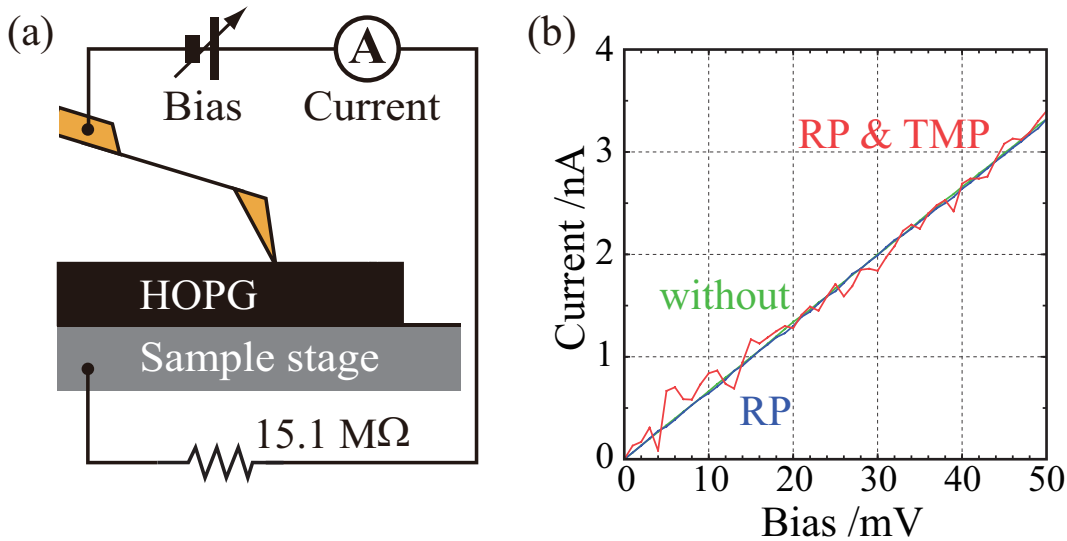 (a)
A
Bias
Current
HOPG
Sample stage
15.1 MΩ
(b)
Current /nA
4
3
2
1
0
RP & TMP
without
RP
0
10
20
30
40
50
Bias /mV